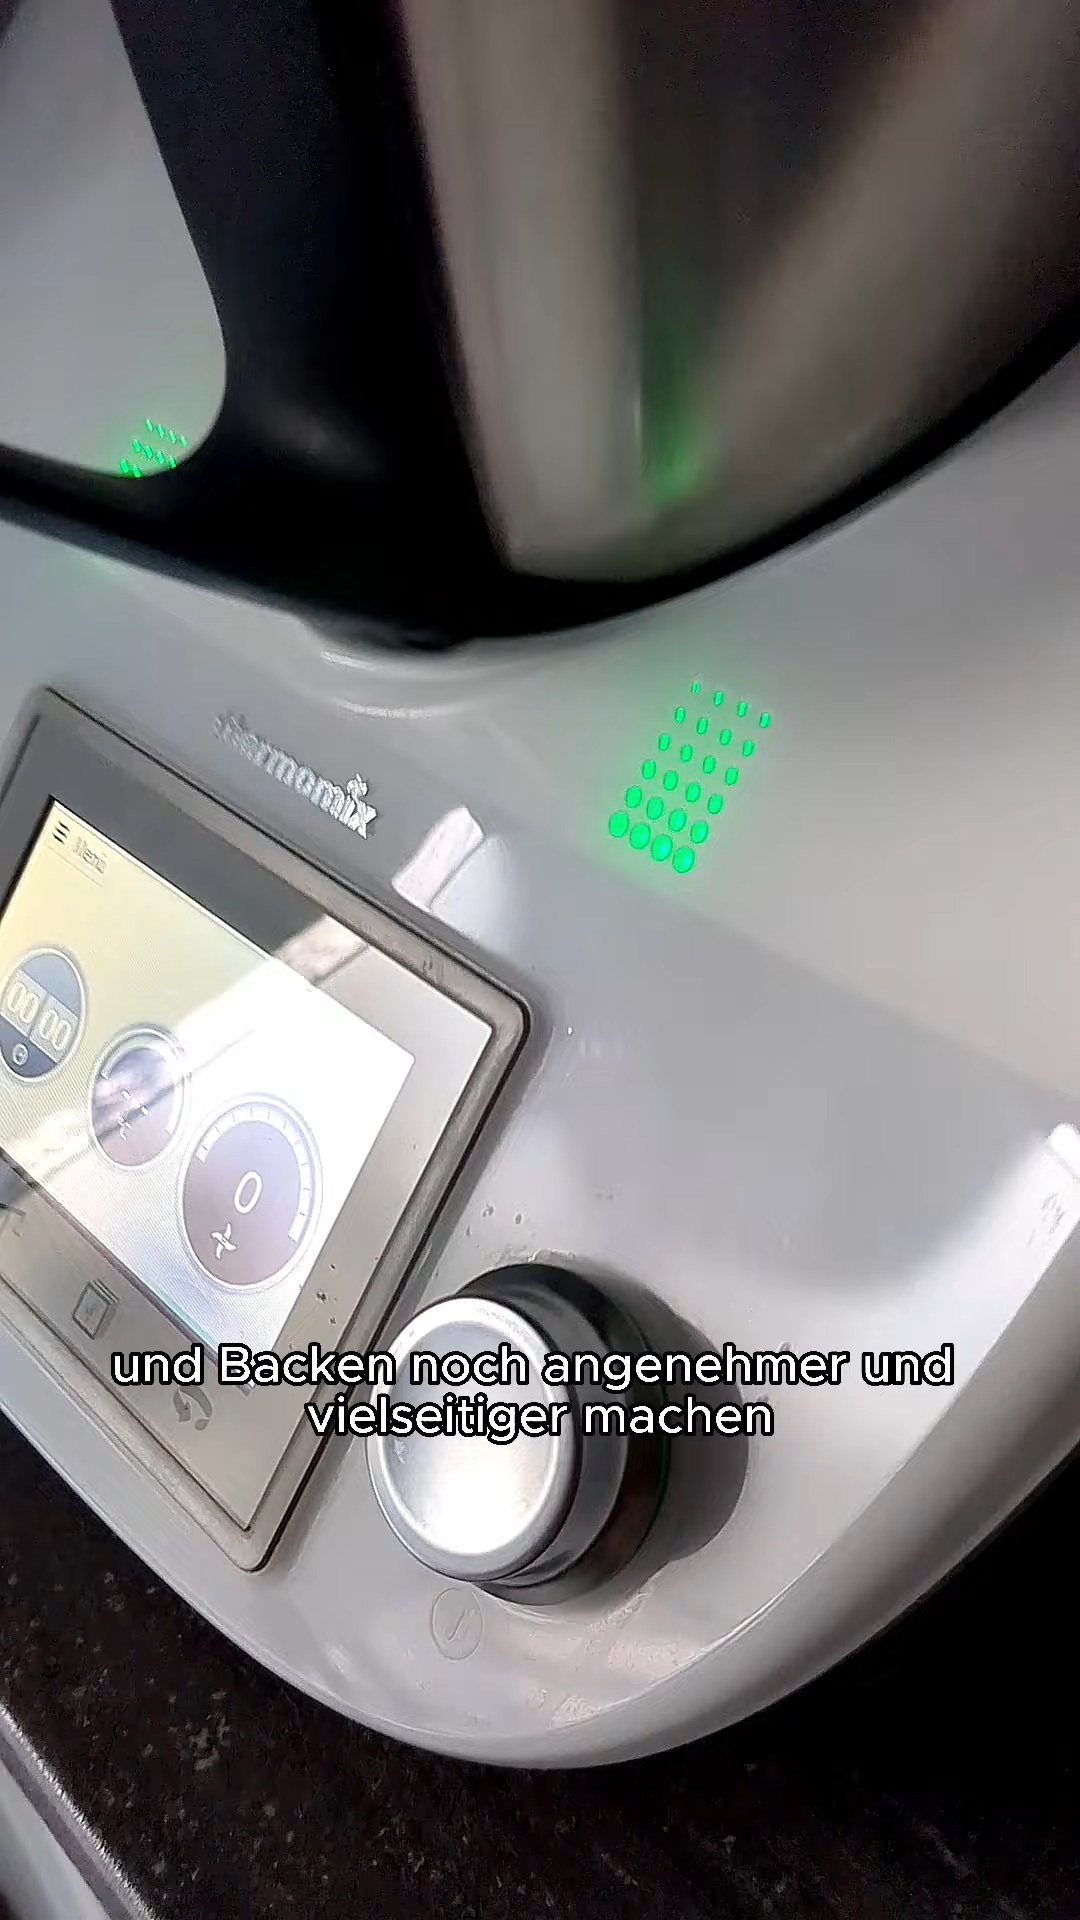 thermomix
Menü
00 00
0
und Backen noch angenehmer und
vielseitiger machen